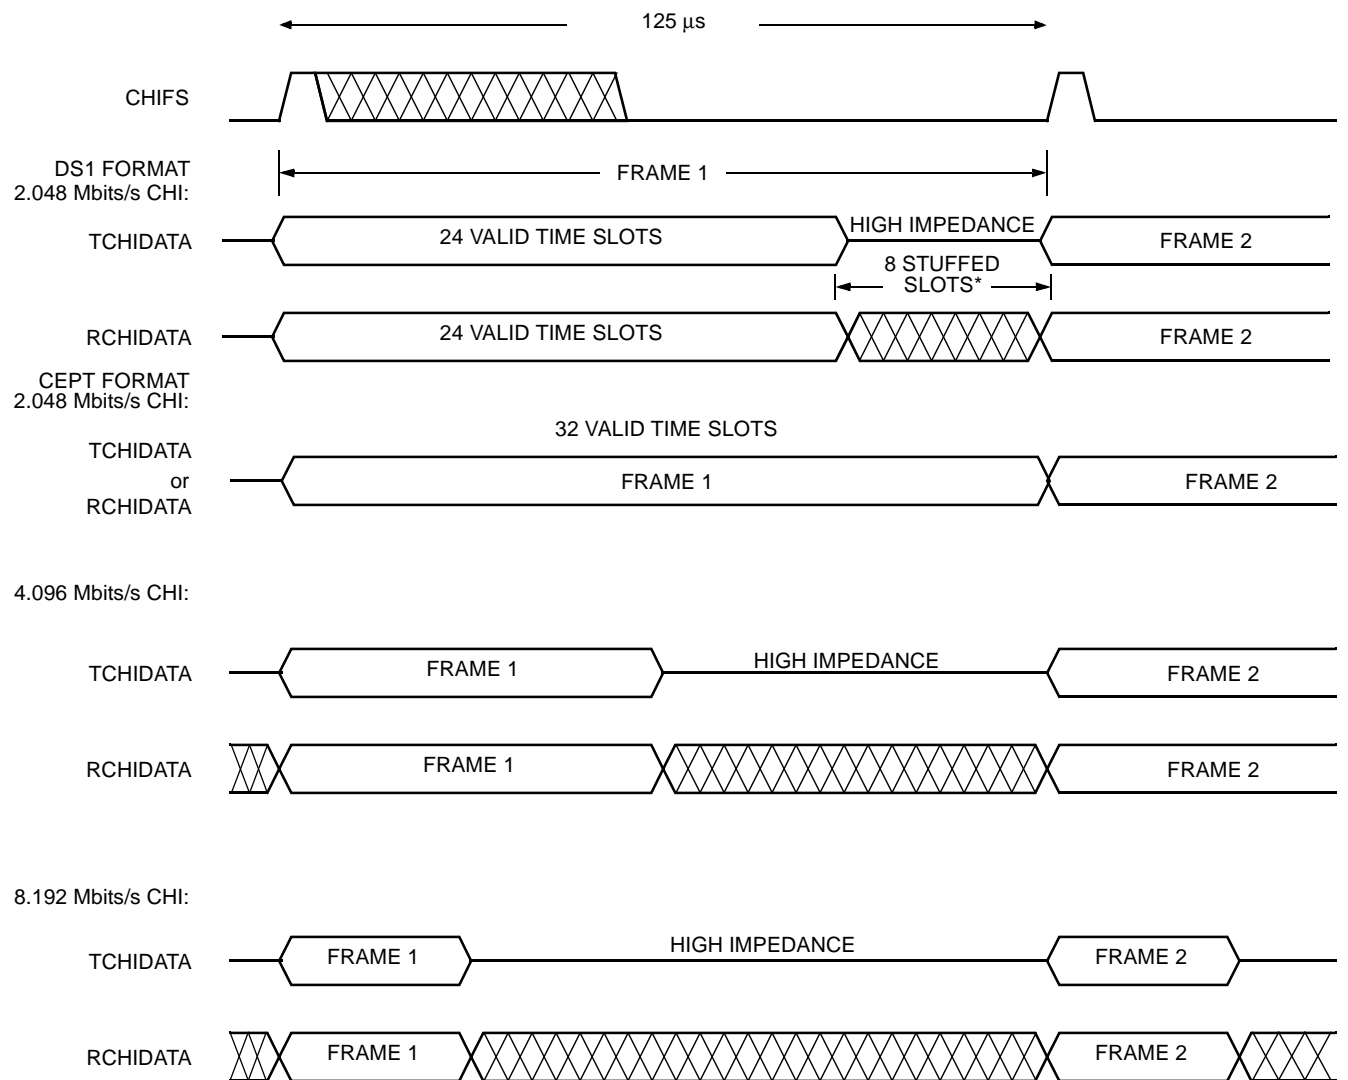 125 μs
CHIFS
DS1 FORMAT
2.048 Mbits/s CHI:
FRAME 1
TCHIDATA
24 VALID TIME SLOTS
HIGH IMPEDANCE
FRAME 2
8 STUFFED
SLOTS*
RCHIDATA
24 VALID TIME SLOTS
FRAME 2
CEPT FORMAT
2.048 Mbits/s CHI:
32 VALID TIME SLOTS
TCHIDATA
or
RCHIDATA
FRAME 1
FRAME 2
4.096 Mbits/s CHI:
TCHIDATA
FRAME 1
HIGH IMPEDANCE
FRAME 2
RCHIDATA
FRAME 1
FRAME 2
8.192 Mbits/s CHI:
TCHIDATA
FRAME 1
HIGH IMPEDANCE
FRAME 2
RCHIDATA
FRAME 1
FRAME 2